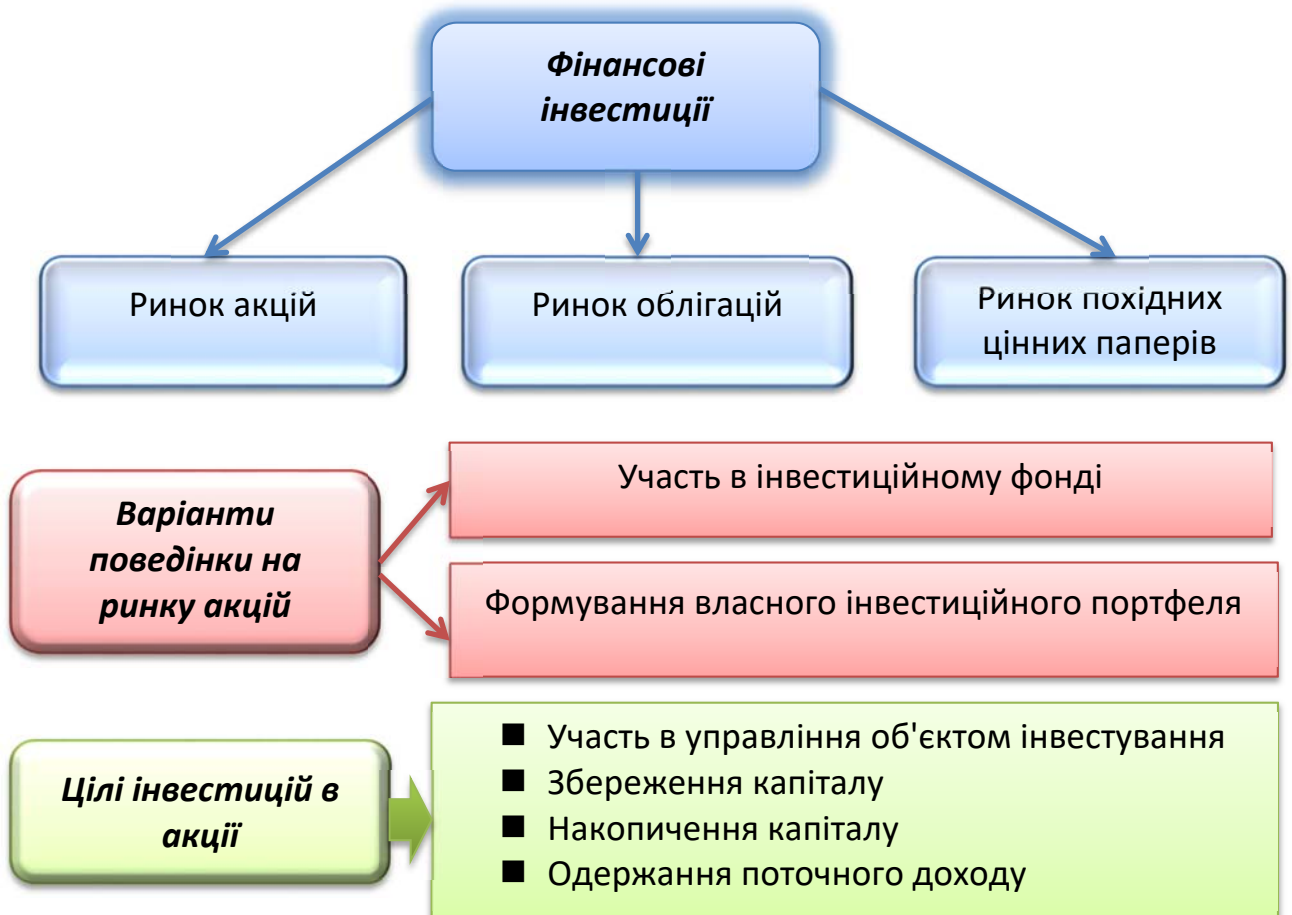 Фінансові
інвестиції
Ринок акцій
Ринок облігацій
Ринок похідних
цінних паперів
Варіанти
поведінки на
ринку акцій
Участь в інвестиційному фонді
Формування власного інвестиційного портфеля
Цілі інвестицій в
акції
■ Участь в управління об'єктом інвестування
■ Збереження капіталу
■ Накопичення капіталу
■ Одержання поточного доходу